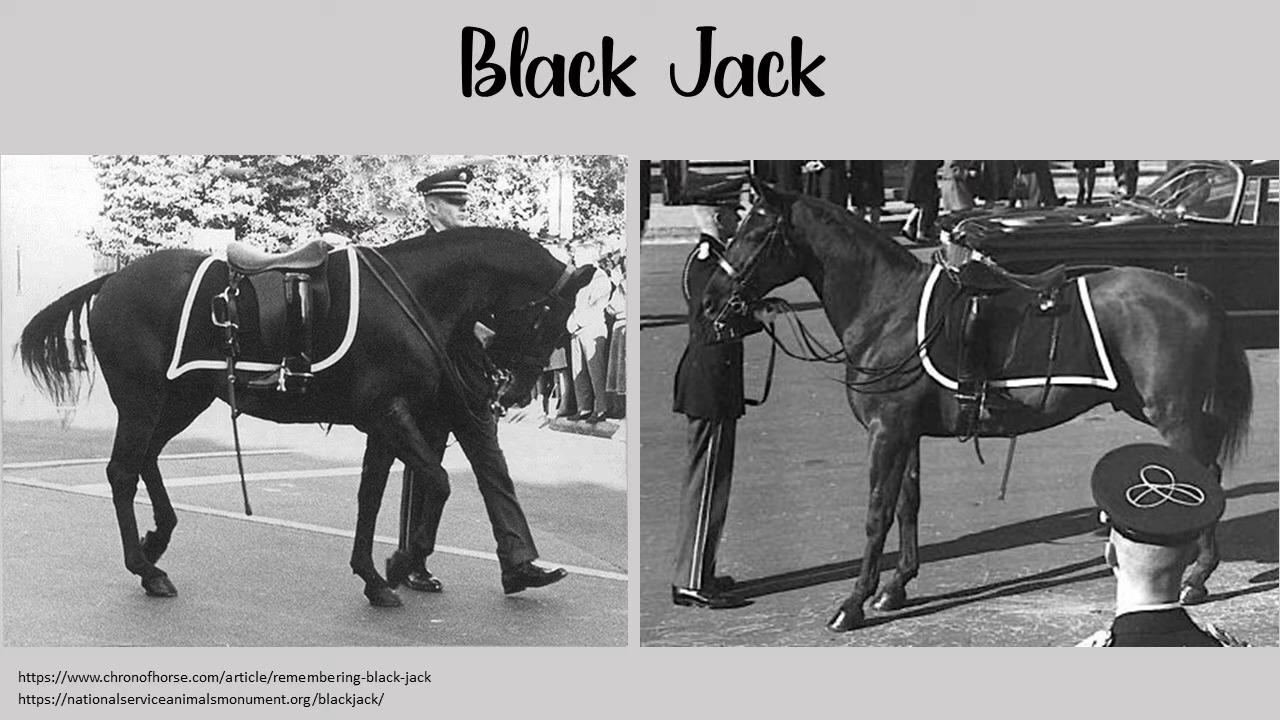 Black Jack
https://www.chronofhorse.com/article/remembering-black-jack
https://nationalserviceanimalsmonument.org/blackjack/